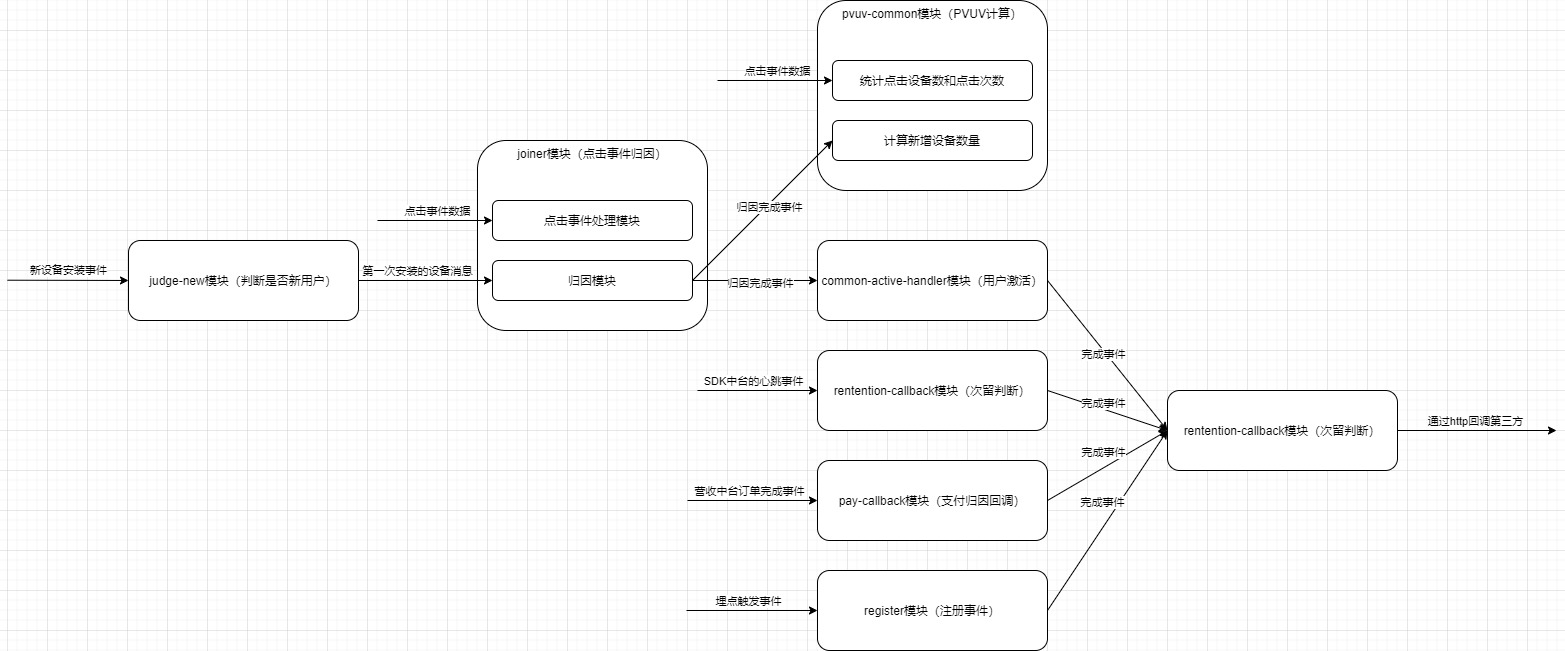 pvuv-common模块（PVUV计算）
点击事件数据
统计点击设备数和点击次数
计算新增设备数量
joiner模块（点击事件归因）
点击事件数据
点击事件处理模块
归因完成事件
新设备安装事件
judge-new模块（判断是否新用户）
第一次安装的设备消息
归因模块
归因完成事件
common-active-handler模块（用户激活）
完成事件
SDK中台的心跳事件
rentention-callback模块（次留判断）
完成事件
rentention-callback模块（次留判断）
通过http回调第三方
完成事件
营收中台订单完成事件
pay-callback模块（支付归因回调）
完成事件
埋点触发事件
register模块（注册事件）